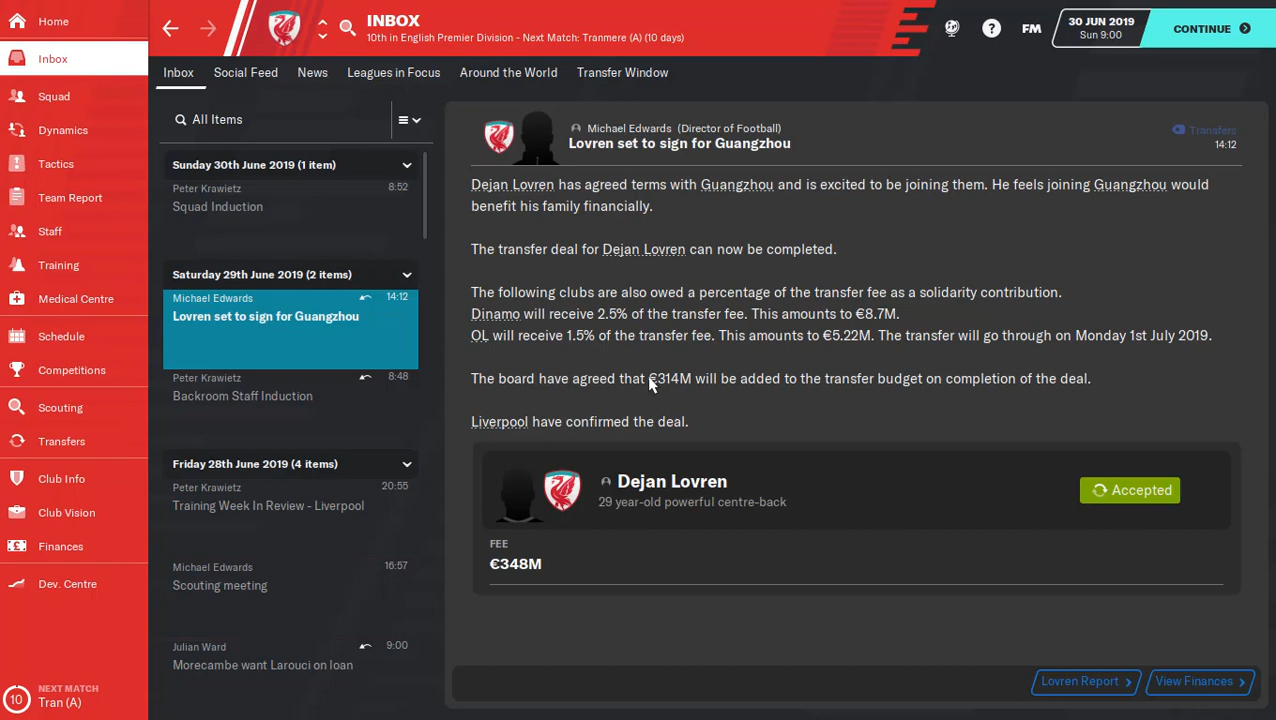 Home
Inbox
Squad
Dynamics
Tactics
Team Report
Staff
Training
Medical Centre
Schedule
Competitions
Scouting
Transfers
Club Info
Club Vision
Finances
Dev. Centre
10
NEXT MATCH
Tran (A)
INBOX
10th in English Premier Division - Next Match: Tranmere (A) (10 days)
?
FM
30 JUN 2019
Sun 9:00
CONTINUE
Inbox Social Feed News Leagues in Focus Around the World Transfer Window
All Items
Sunday 30th June 2019 (1 item)
Peter Krawietz 8:52
Squad Induction
Saturday 29th June 2019 (2 items)
Michael Edwards 14:12
Lovren set to sign for Guangzhou
Peter Krawietz 8:48
Backroom Staff Induction
Friday 28th June 2019 (4 items)
Peter Krawietz 20:55
Training Week In Review - Liverpool
Michael Edwards 16:57
Scouting meeting
Julian Ward 9:00
Morecambe want Larouci on loan
Michael Edwards (Director of Football)
Lovren set to sign for Guangzhou
Transfers
14:12
Dejan Lovren has agreed terms with Guangzhou and is excited to be joining them. He feels joining Guangzhou would
benefit his family financially.
The transfer deal for Dejan Lovren can now be completed.
The following clubs are also owed a percentage of the transfer fee as a solidarity contribution.
Dinamo will receive 2.5% of the transfer fee. This amounts to €8.7M.
OL will receive 1.5% of the transfer fee. This amounts to €5.22M. The transfer will go through on Monday 1st July 2019.
The board have agreed that €314M will be added to the transfer budget on completion of the deal.
Liverpool have confirmed the deal.
Dejan Lovren
29 year-old powerful centre-back
Accepted
FEE
€348M
Lovren Report
View Finances